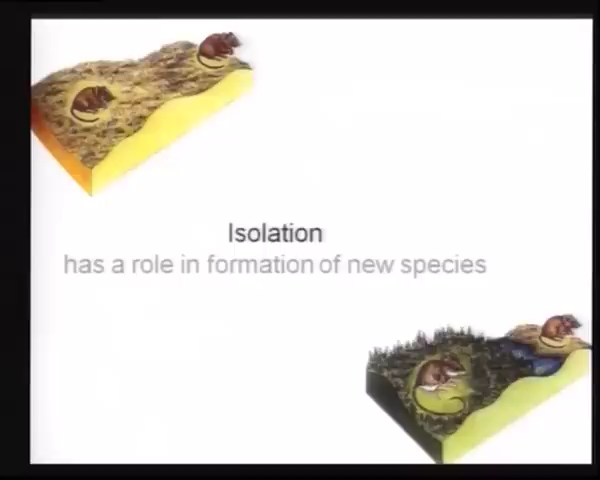 Isolation
has a role in formation of new species